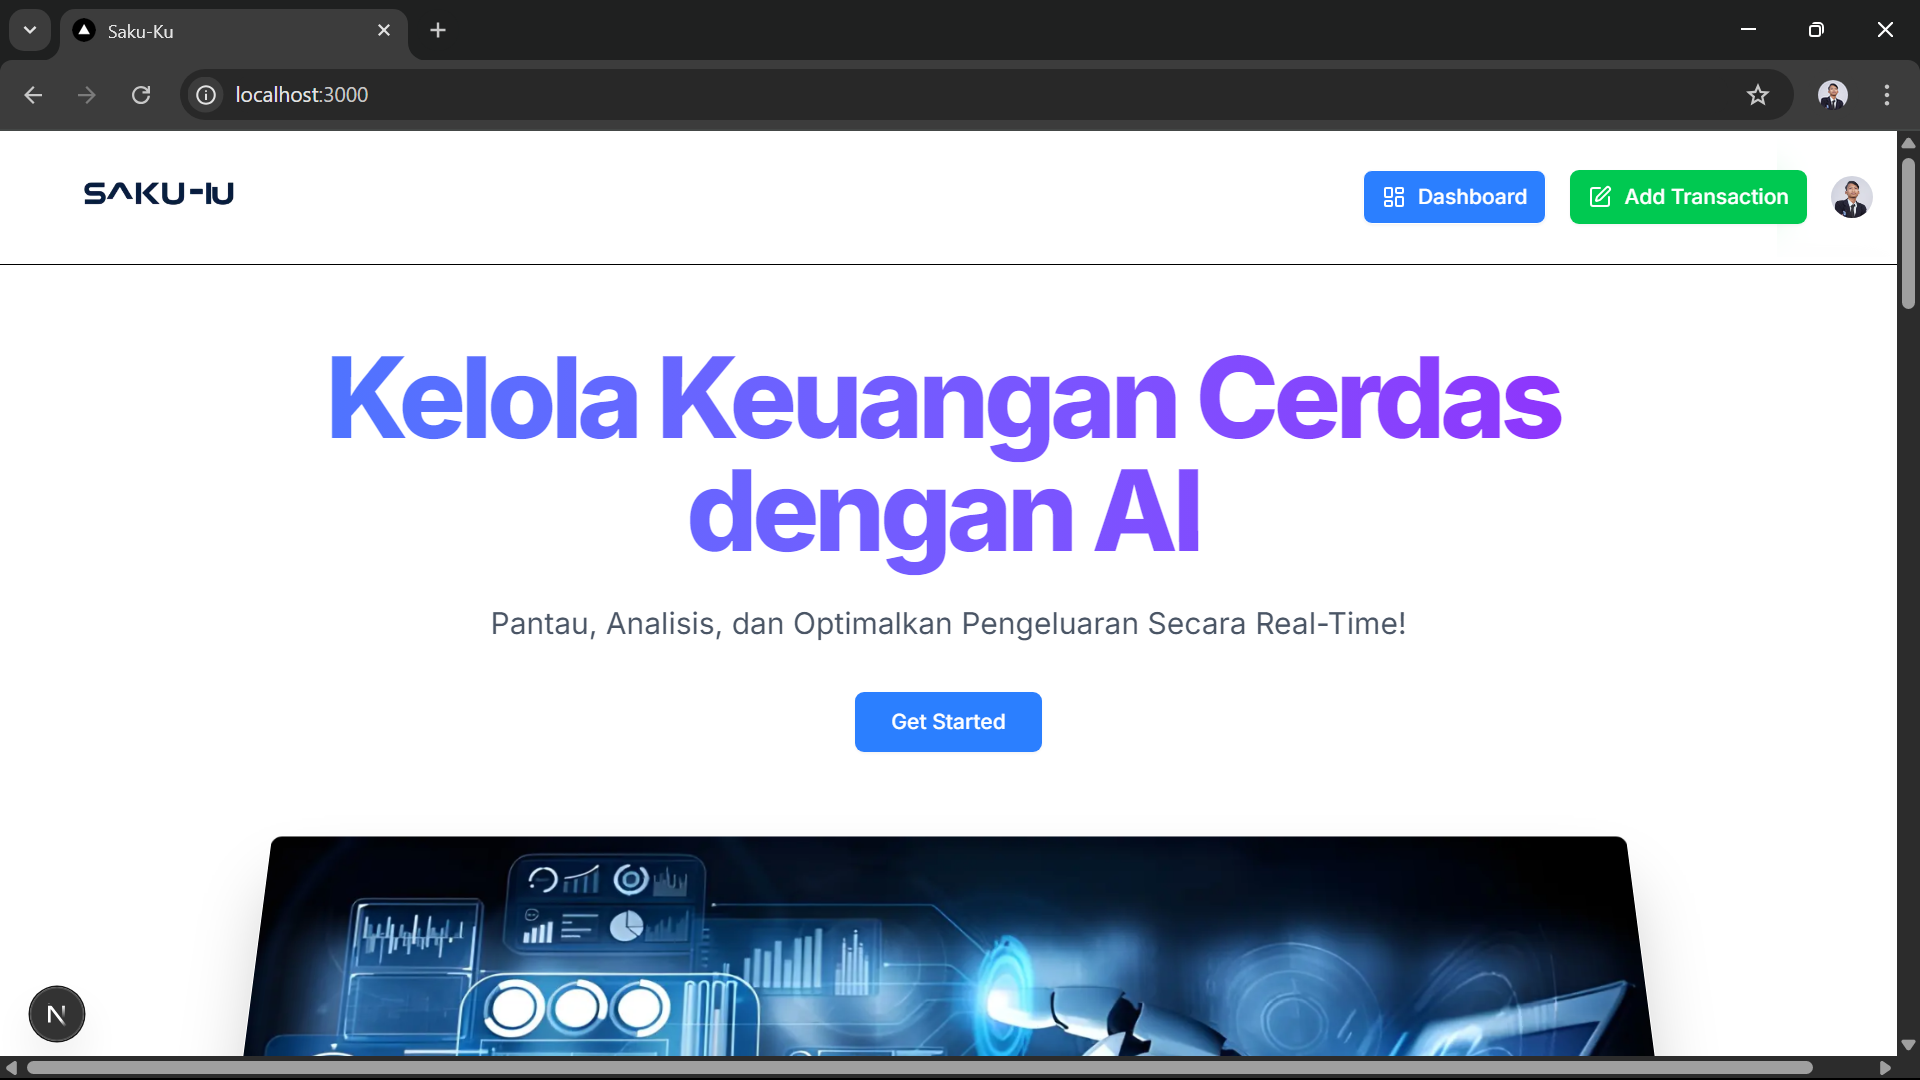 Saku-Ku
localhost:3000
SAKU-IU
Dashboard
Add Transaction
Kelola Keuangan Cerdas
dengan AI
Pantau, Analisis, dan Optimalkan Pengeluaran Secara Real-Time!
Get Started
N